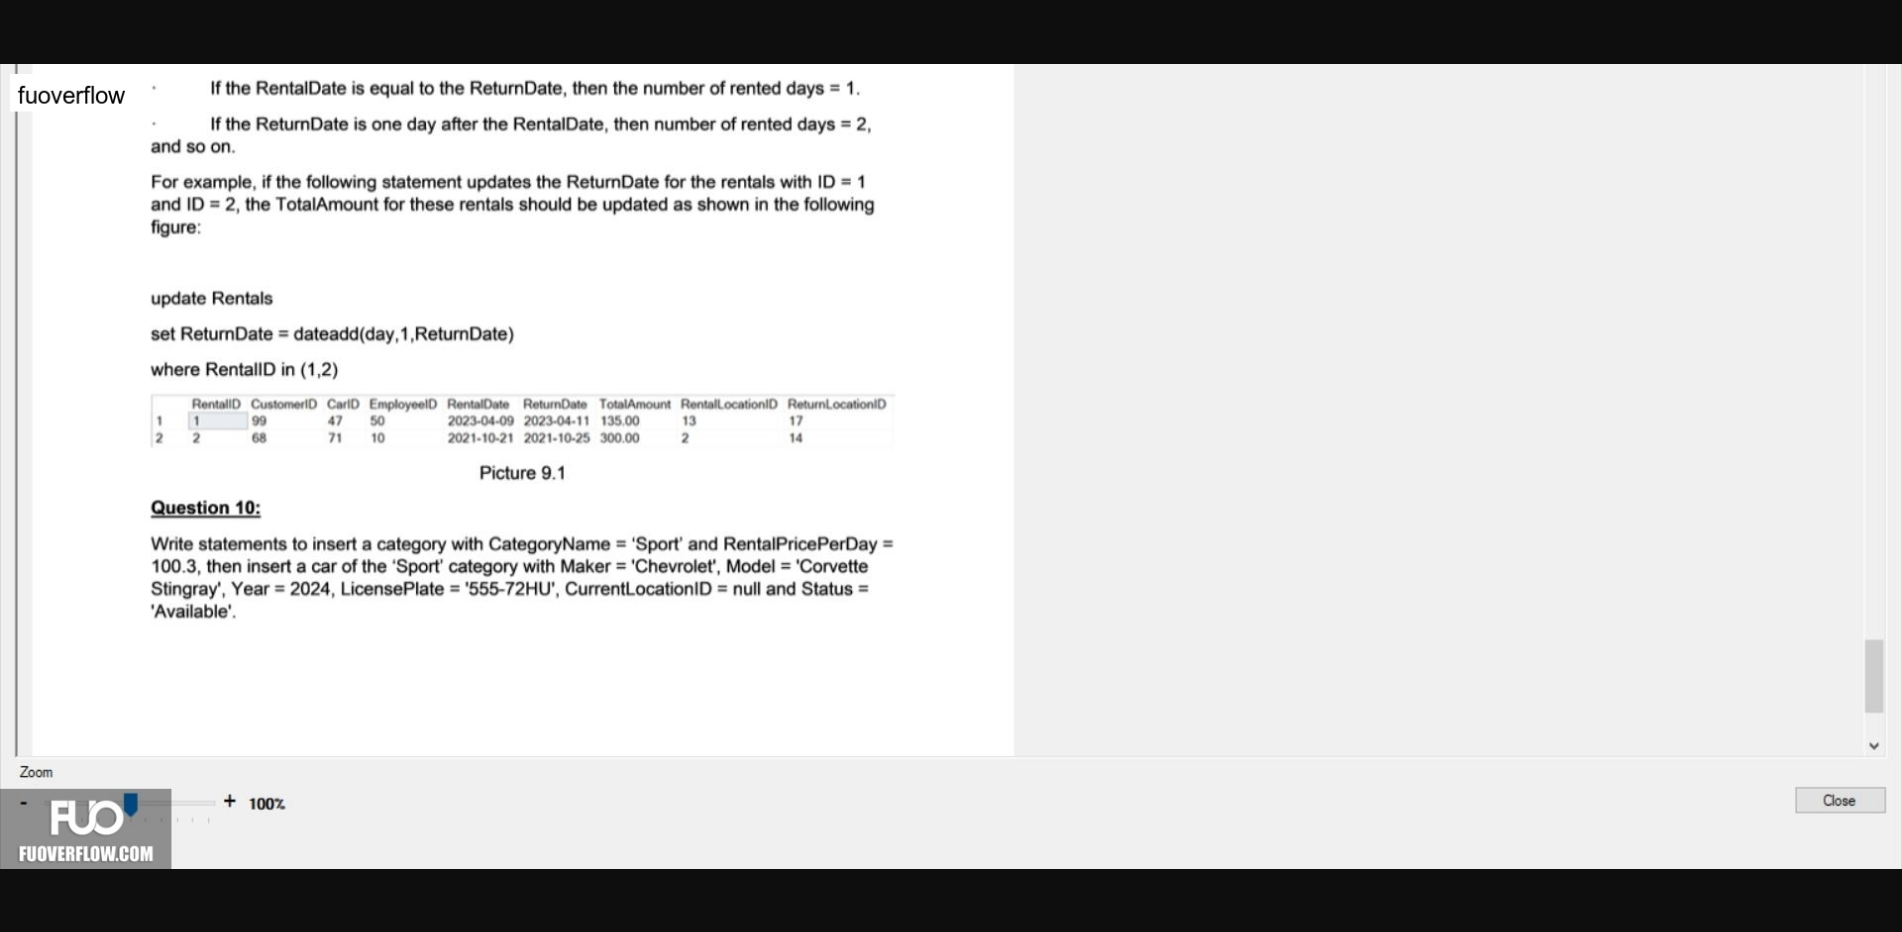 fuoverflow
· If the RentalDate is equal to the ReturnDate, then the number of rented days = 1.
· If the ReturnDate is one day after the RentalDate, then number of rented days = 2,
and so on.
For example, if the following statement updates the ReturnDate for the rentals with ID = 1
and ID = 2, the TotalAmount for these rentals should be updated as shown in the following
figure:
update Rentals
set ReturnDate = dateadd(day,1,ReturnDate)
where RentalID in (1,2)
RentalID CustomerID CarID EmployeeID RentalDate ReturnDate TotalAmount RentalLocationID ReturnLocationID
1 1 99 47 50 2023-04-09 2023-04-11 135.00 13 17
2 2 68 71 10 2021-10-21 2021-10-25 300.00 2 14
Picture 9.1
Question 10:
Write statements to insert a category with CategoryName = 'Sport' and RentalPricePerDay =
100.3, then insert a car of the 'Sport' category with Maker = 'Chevrolet', Model = 'Corvette
Stingray', Year = 2024, LicensePlate = '555-72HU', CurrentLocationID = null and Status =
'Available'.
Zoom
- + 100%
Close
FUO
FUOVERFLOW.COM